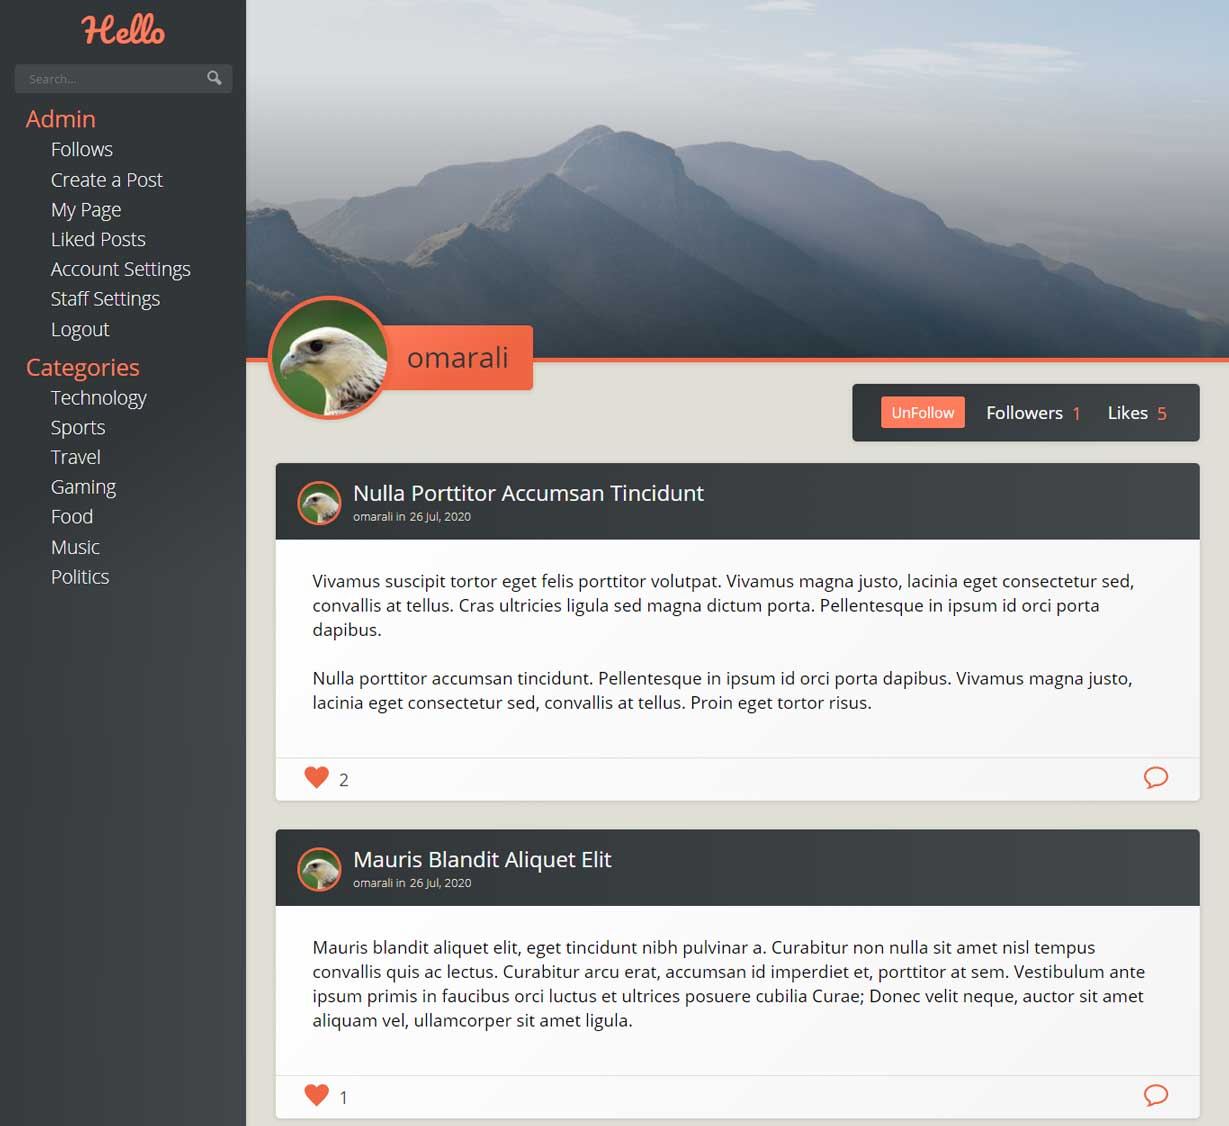 Hello
Search...
Admin
Follows
Create a Post
My Page
Liked Posts
Account Settings
Staff Settings
Logout
Categories
Technology
Sports
Travel
Gaming
Food
Music
Politics
omarali
UnFollow Followers 1 Likes 5
Nulla Porttitor Accumsan Tincidunt
omarali in 26 Jul, 2020
Vivamus suscipit tortor eget felis porttitor volutpat. Vivamus magna justo, lacinia eget consectetur sed,
convallis at tellus. Cras ultricies ligula sed magna dictum porta. Pellentesque in ipsum id orci porta
dapibus.
Nulla porttitor accumsan tincidunt. Pellentesque in ipsum id orci porta dapibus. Vivamus magna justo,
lacinia eget consectetur sed, convallis at tellus. Proin eget tortor risus.
2
Mauris Blandit Aliquet Elit
omarali in 26 Jul, 2020
Mauris blandit aliquet elit, eget tincidunt nibh pulvinar a. Curabitur non nulla sit amet nisl tempus
convallis quis ac lectus. Curabitur arcu erat, accumsan id imperdiet et, porttitor at sem. Vestibulum ante
ipsum primis in faucibus orci luctus et ultrices posuere cubilia Curae; Donec velit neque, auctor sit amet
aliquam vel, ullamcorper sit amet ligula.
1